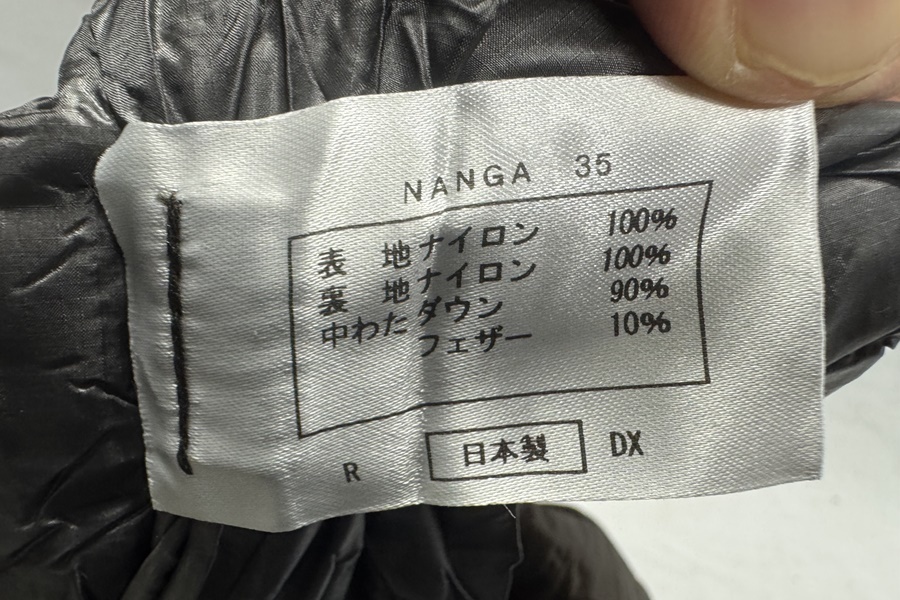 NANGA 35
表 地 ナイロン 100%
裏 地 ナイロン 100%
中わた ダウン 90%
フェザー 10%
R 日本製 DX